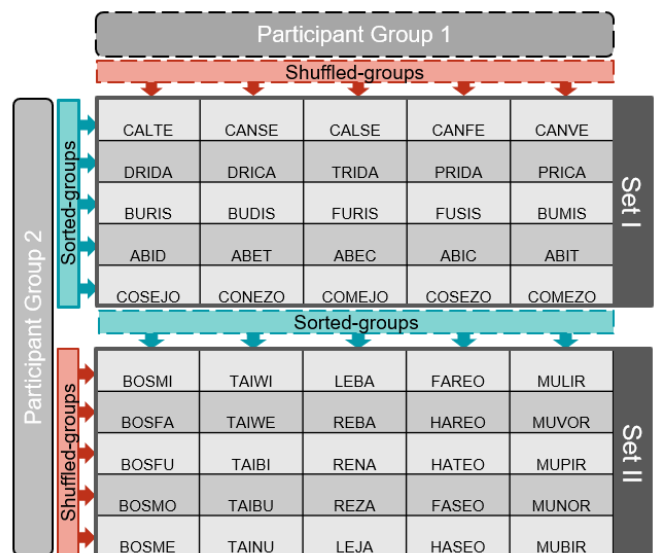 Participant Group 1
Shuffled-groups
Participant Group 2
Sorted-groups
CALTE CANSE CALSE CANFE CANVE
DRIDA DRICA TRIDA PRIDA PRICA
BURIS BUDIS FURIS FUSIS BUMIS
ABID ABET ABEC ABIC ABIT
COSEJO CONEZO COMEJO COSEZO COMEZO
Set I
Sorted-groups
Shuffled-groups
BOSMI TAIWI LEBA FAREO MULIR
BOSFA TAIWE REBA HAREO MUVOR
BOSFU TAIBI RENA HATEO MUPIR
BOSMO TAIBU REZA FASEO MUNOR
BOSME TAINU LEJA HASEO MUBIR
Set II